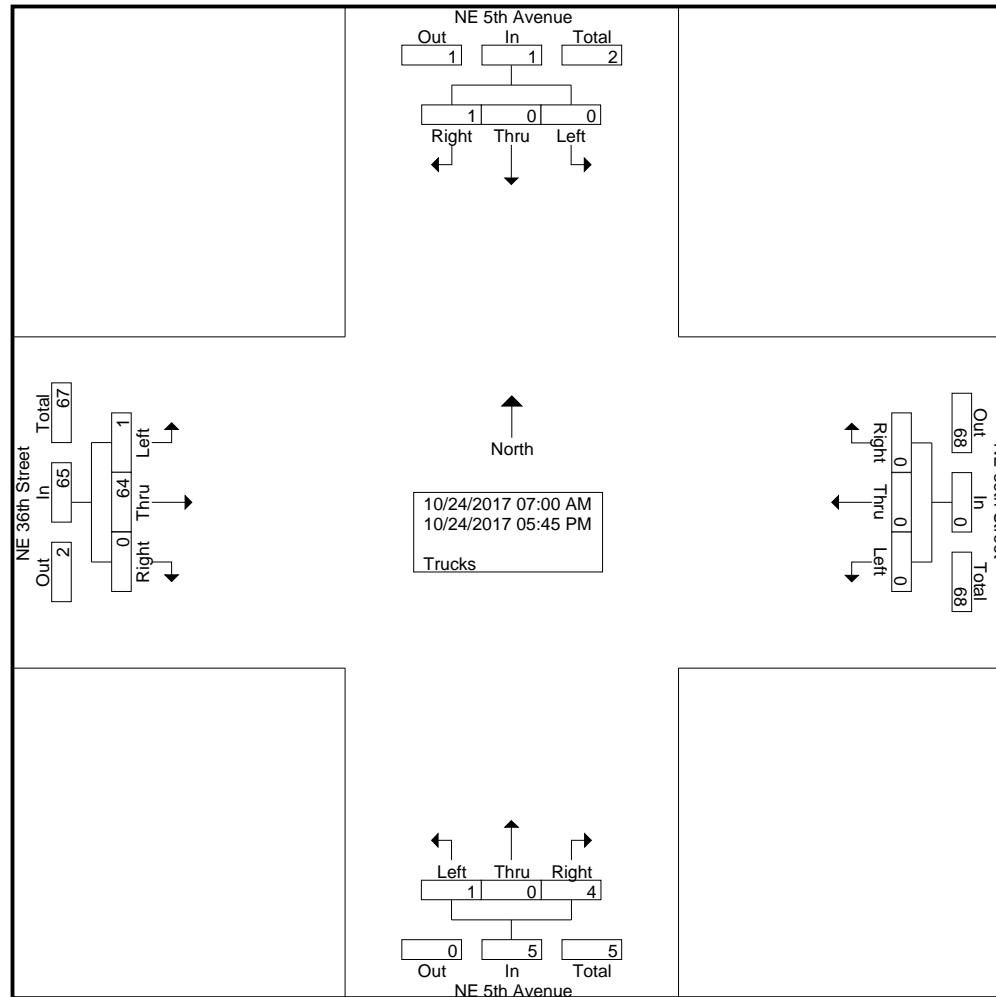 NE 5th Avenue
Out In Total
1 1 2
1 0 0
Right Thru Left
NE 36th Street
Total In Out
67 65 2
1 64 0
Left Thru Right
North
10/24/2017 07:00 AM
10/24/2017 05:45 PM
Trucks
Right Thru Left
0 0 0
68 0 68
Out In Total
Left Thru Right
1 0 4
0 5 5
Out In Total
NE 5th Avenue